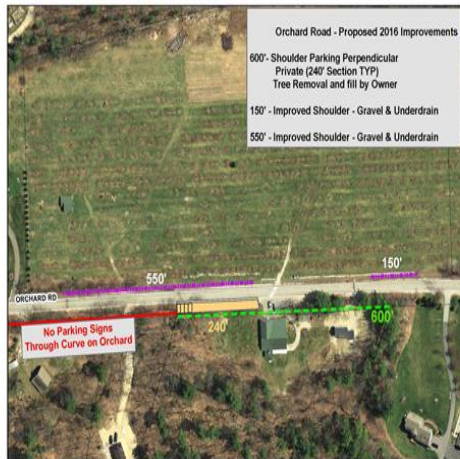 Orchard Road - Proposed 2016 Improvements
600'- Shoulder Parking Perpendicular
Private (240' Section TYP)
Tree Removal and fill by Owner
150' - Improved Shoulder - Gravel & Underdrain
550' - Improved Shoulder - Gravel & Underdrain
550'
150'
ORCHARD RD
240'
600'
No Parking Signs
Through Curve on Orchard